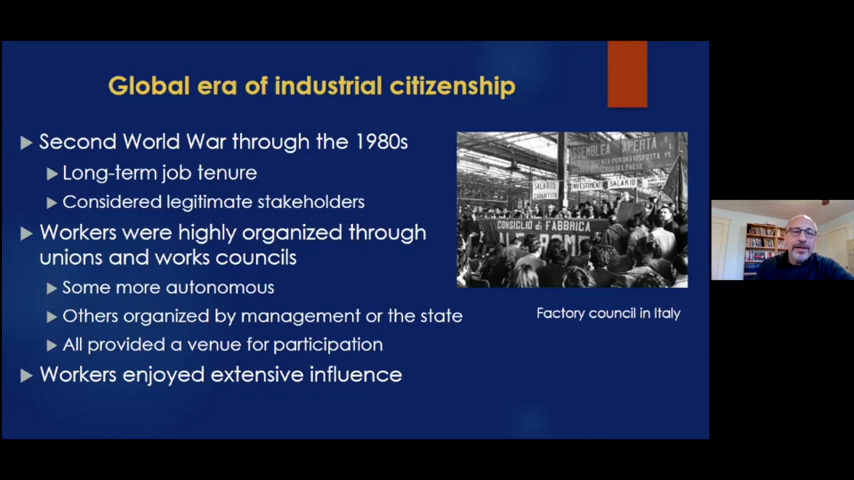 Global era of industrial citizenship
Second World War through the 1980s
Long-term job tenure
Considered legitimate stakeholders
Workers were highly organized through
unions and works councils
Some more autonomous
Others organized by management or the state
All provided a venue for participation
Workers enjoyed extensive influence
ASSEMBLEA APERTA
SALARIO
INVESTIMENTI
SALARIO
CONSIGLIO di FABBRICA
Factory council in Italy